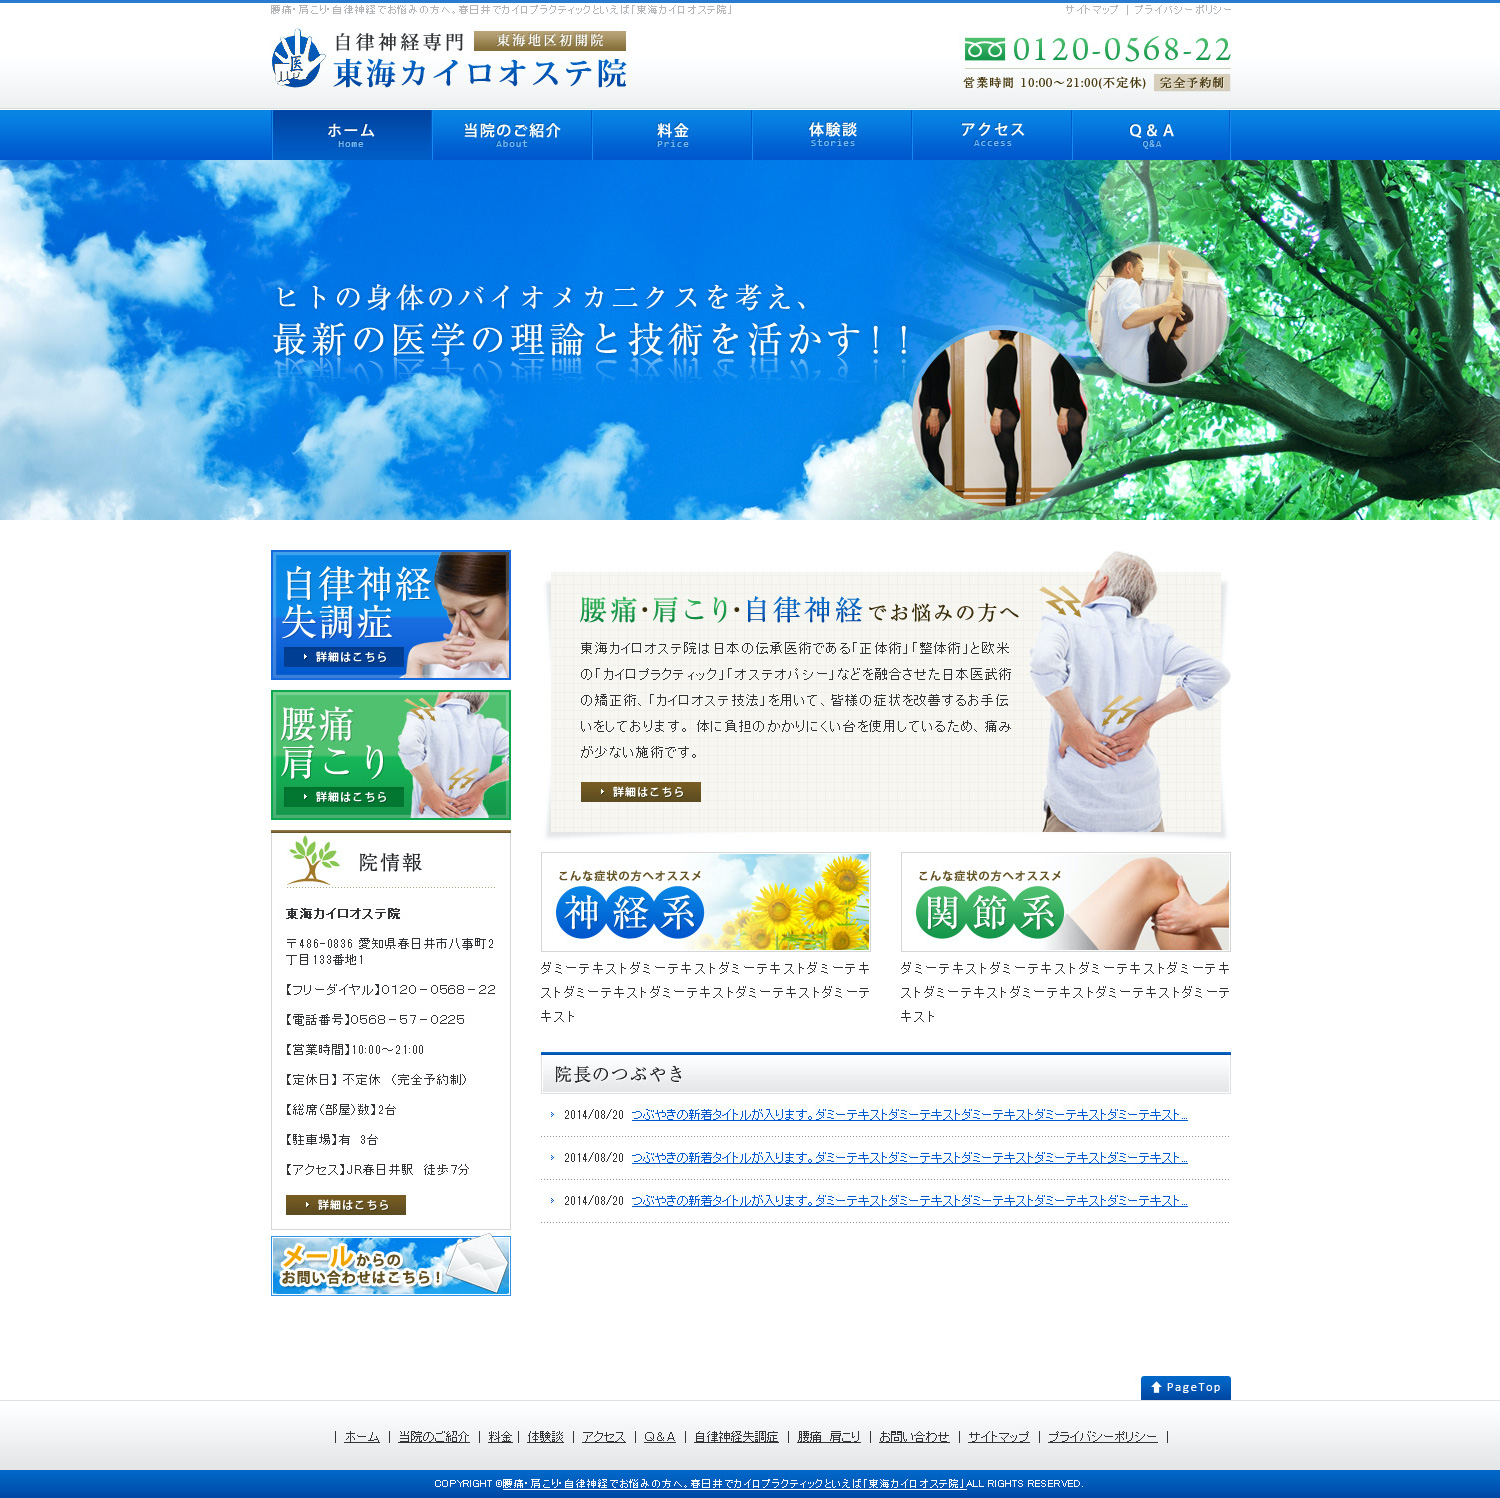 腰痛・肩こり・自律神経でお悩みの方へ。春日井でカイロプラクティックといえば「東海カイロオステ院」
サイトマップ | プライバシーポリシー
自律神経専門 東海地区初開院
東海カイロオステ院
0120-0568-22
営業時間 10:00〜21:00(不定休) 完全予約制
ホーム 当院のご紹介 料金 体験談 アクセス Q & A
Home About Price Stories Access Q&A
ヒトの身体のバイオメカニクスを考え、
最新の医学の理論と技術を活かす！！
自律神経
失調症
詳細はこちら
腰痛
肩こり
詳細はこちら
院情報
東海カイロオステ院
〒486-0836 愛知県春日井市八事町2
丁目133番地1
【フリーダイヤル】0120－0568－22
【電話番号】0568－57－0225
【営業時間】10:00〜21:00
【定休日】 不定休 （完全予約制）
【総席（部屋）数】2台
【駐車場】有 3台
【アクセス】JR春日井駅 徒歩7分
詳細はこちら
メールからの
お問い合わせはこちら！
腰痛・肩こり・自律神経でお悩みの方へ
東海カイロオステ院は日本の伝承医術である「正体術」「整体術」と欧米
の「カイロプラクティック」「オステオパシー」などを融合させた日本医武術
の矯正術、「カイロオステ技法」を用いて、皆様の症状を改善するお手伝
いをしております。体に負担のかかりにくい台を使用しているため、痛み
が少ない施術です。
詳細はこちら
こんな症状の方へオススメ
神経系
ダミーテキストダミーテキストダミーテキストダミーテキ
ストダミーテキストダミーテキストダミーテキストダミーテ
キスト
こんな症状の方へオススメ
関節系
ダミーテキストダミーテキストダミーテキストダミーテキ
ストダミーテキストダミーテキストダミーテキストダミーテ
キスト
院長のつぶやき
2014/08/20 つぶやきの新着タイトルが入ります。ダミーテキストダミーテキストダミーテキストダミーテキストダミーテキスト...
2014/08/20 つぶやきの新着タイトルが入ります。ダミーテキストダミーテキストダミーテキストダミーテキストダミーテキスト...
2014/08/20 つぶやきの新着タイトルが入ります。ダミーテキストダミーテキストダミーテキストダミーテキストダミーテキスト...
PageTop
| ホーム | 当院のご紹介 | 料金 | 体験談 | アクセス | Q&A | 自律神経失調症 | 腰痛 肩こり | お問い合わせ | サイトマップ | プライバシーポリシー |
COPYRIGHT ©腰痛・肩こり・自律神経でお悩みの方へ。春日井でカイロプラクティックといえば「東海カイロオステ院」ALL RIGHTS RESERVED.